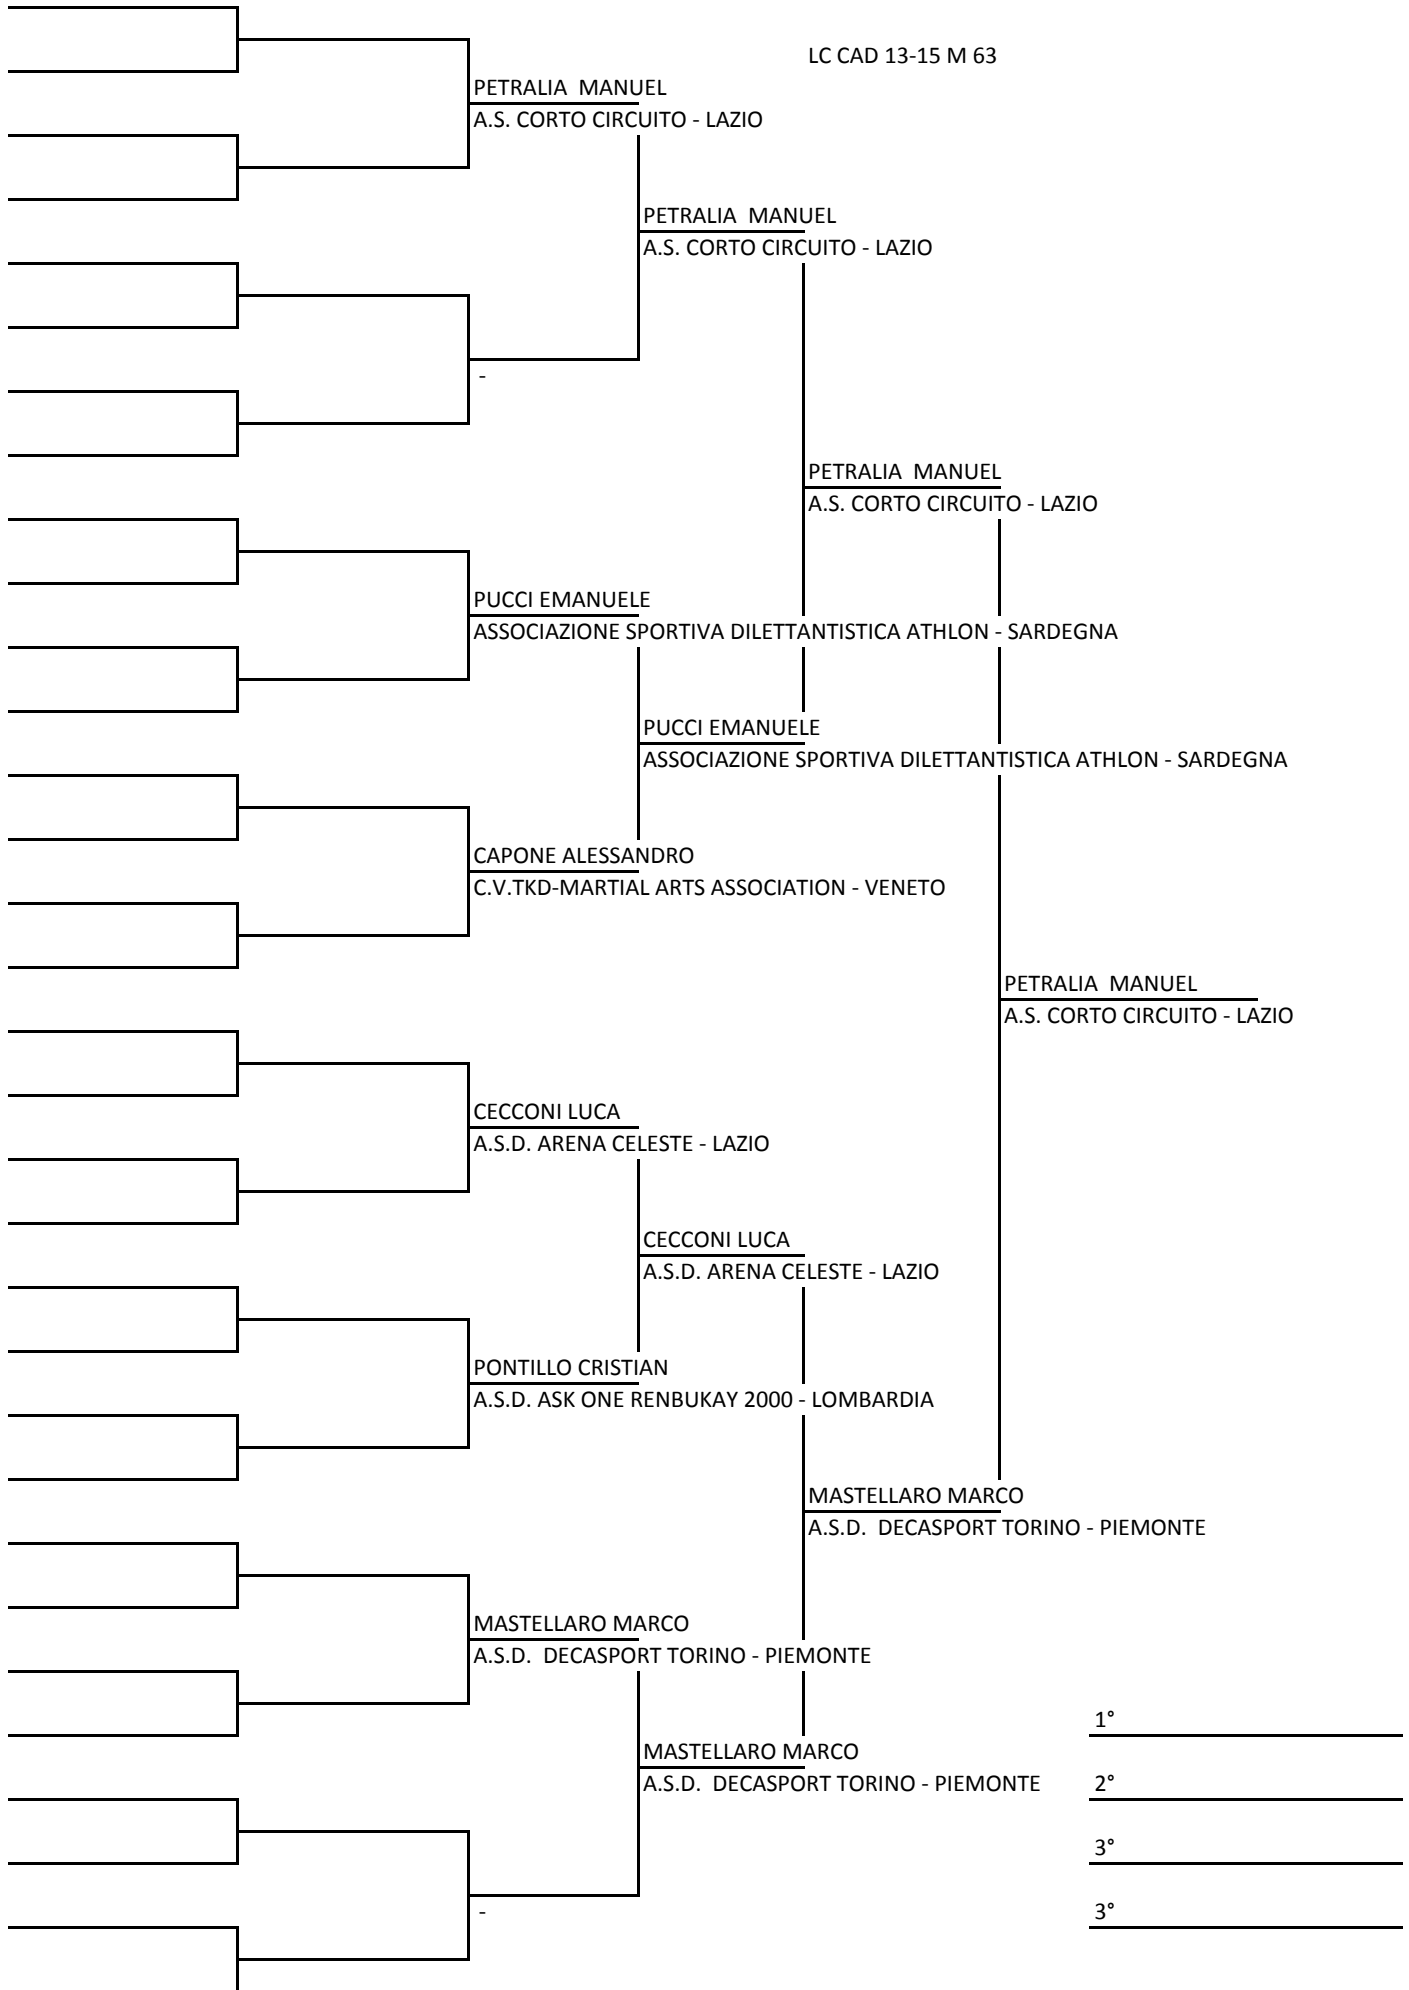 LC CAD 13-15 M 63
PETRALIA  MANUEL
A.S. CORTO CIRCUITO - LAZIO
PETRALIA  MANUEL
A.S. CORTO CIRCUITO - LAZIO
-
PETRALIA  MANUEL
A.S. CORTO CIRCUITO - LAZIO
PUCCI EMANUELE
ASSOCIAZIONE SPORTIVA DILETTANTISTICA ATHLON - SARDEGNA
PUCCI EMANUELE
ASSOCIAZIONE SPORTIVA DILETTANTISTICA ATHLON - SARDEGNA
CAPONE ALESSANDRO
C.V.TKD-MARTIAL ARTS ASSOCIATION - VENETO
PETRALIA  MANUEL
A.S. CORTO CIRCUITO - LAZIO
CECCONI LUCA
A.S.D. ARENA CELESTE - LAZIO
CECCONI LUCA
A.S.D. ARENA CELESTE - LAZIO
PONTILLO CRISTIAN
A.S.D. ASK ONE RENBUKAY 2000 - LOMBARDIA
MASTELLARO MARCO
A.S.D.  DECASPORT TORINO - PIEMONTE
MASTELLARO MARCO
A.S.D.  DECASPORT TORINO - PIEMONTE
1°
MASTELLARO MARCO
A.S.D.  DECASPORT TORINO - PIEMONTE
2°
3°
-
3°